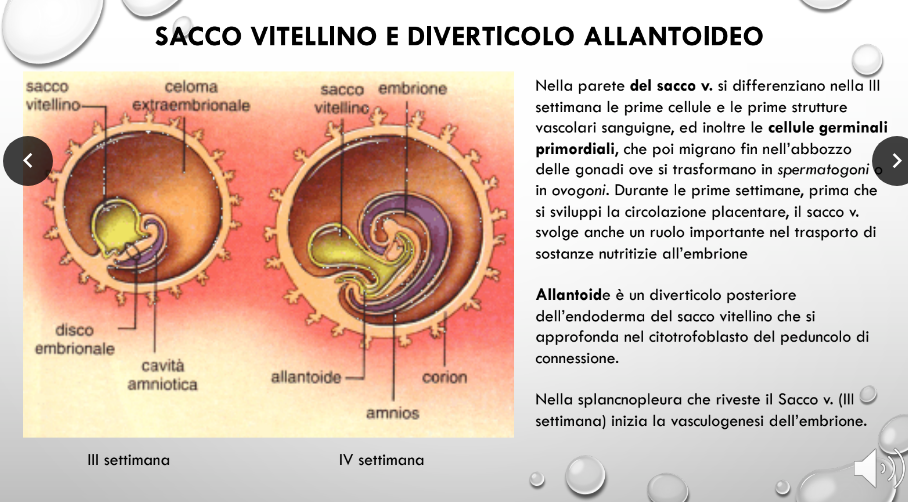 SACCO VITELLINO E DIVERTICOLO ALLANTOIDEO
sacco
vitellino
celoma
extraembrionale
sacco
vitellino
embrione
disco
embrionale
cavità
amniotica
allantoide
corion
amnios
III settimana
IV settimana
Nella parete del sacco v. si differenziano nella III
settimana le prime cellule e le prime strutture
vascolari sanguigne, ed inoltre le cellule germinali
primordiali, che poi migrano fin nell'abbozzo
delle gonadi ove si trasformano in spermatogoni o
in ovogoni. Durante le prime settimane, prima che
si sviluppi la circolazione placentare, il sacco v.
svolge anche un ruolo importante nel trasporto di
sostanze nutritizie all'embrione
Allantoide è un diverticolo posteriore
dell'endoderma del sacco vitellino che si
approfonda nel citotrofoblasto del peduncolo di
connessione.
Nella splancnopleura che riveste il Sacco v. (III
settimana) inizia la vasculogenesi dell'embrione.